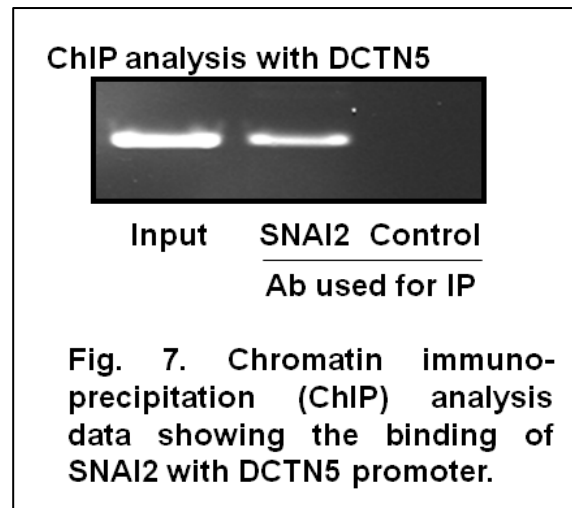 ChIP analysis with DCTN5
Input SNAI2 Control
Ab used for IP
Fig. 7. Chromatin immuno-
precipitation (ChIP) analysis
data showing the binding of
SNAI2 with DCTN5 promoter.